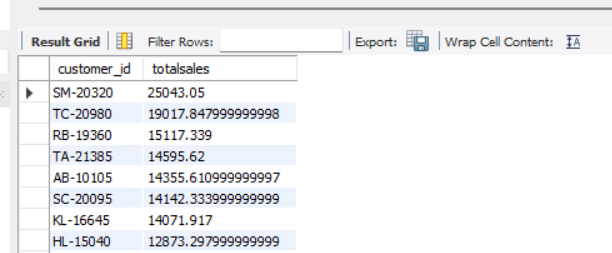 Result Grid Filter Rows: Export: Wrap Cell Content:
customer_id totalsales
SM-20320 25043.05
TC-20980 19017.847999999998
RB-19360 15117.339
TA-21385 14595.62
AB-10105 14355.610999999997
SC-20095 14142.333999999999
KL-16645 14071.917
HL-15040 12873.297999999999